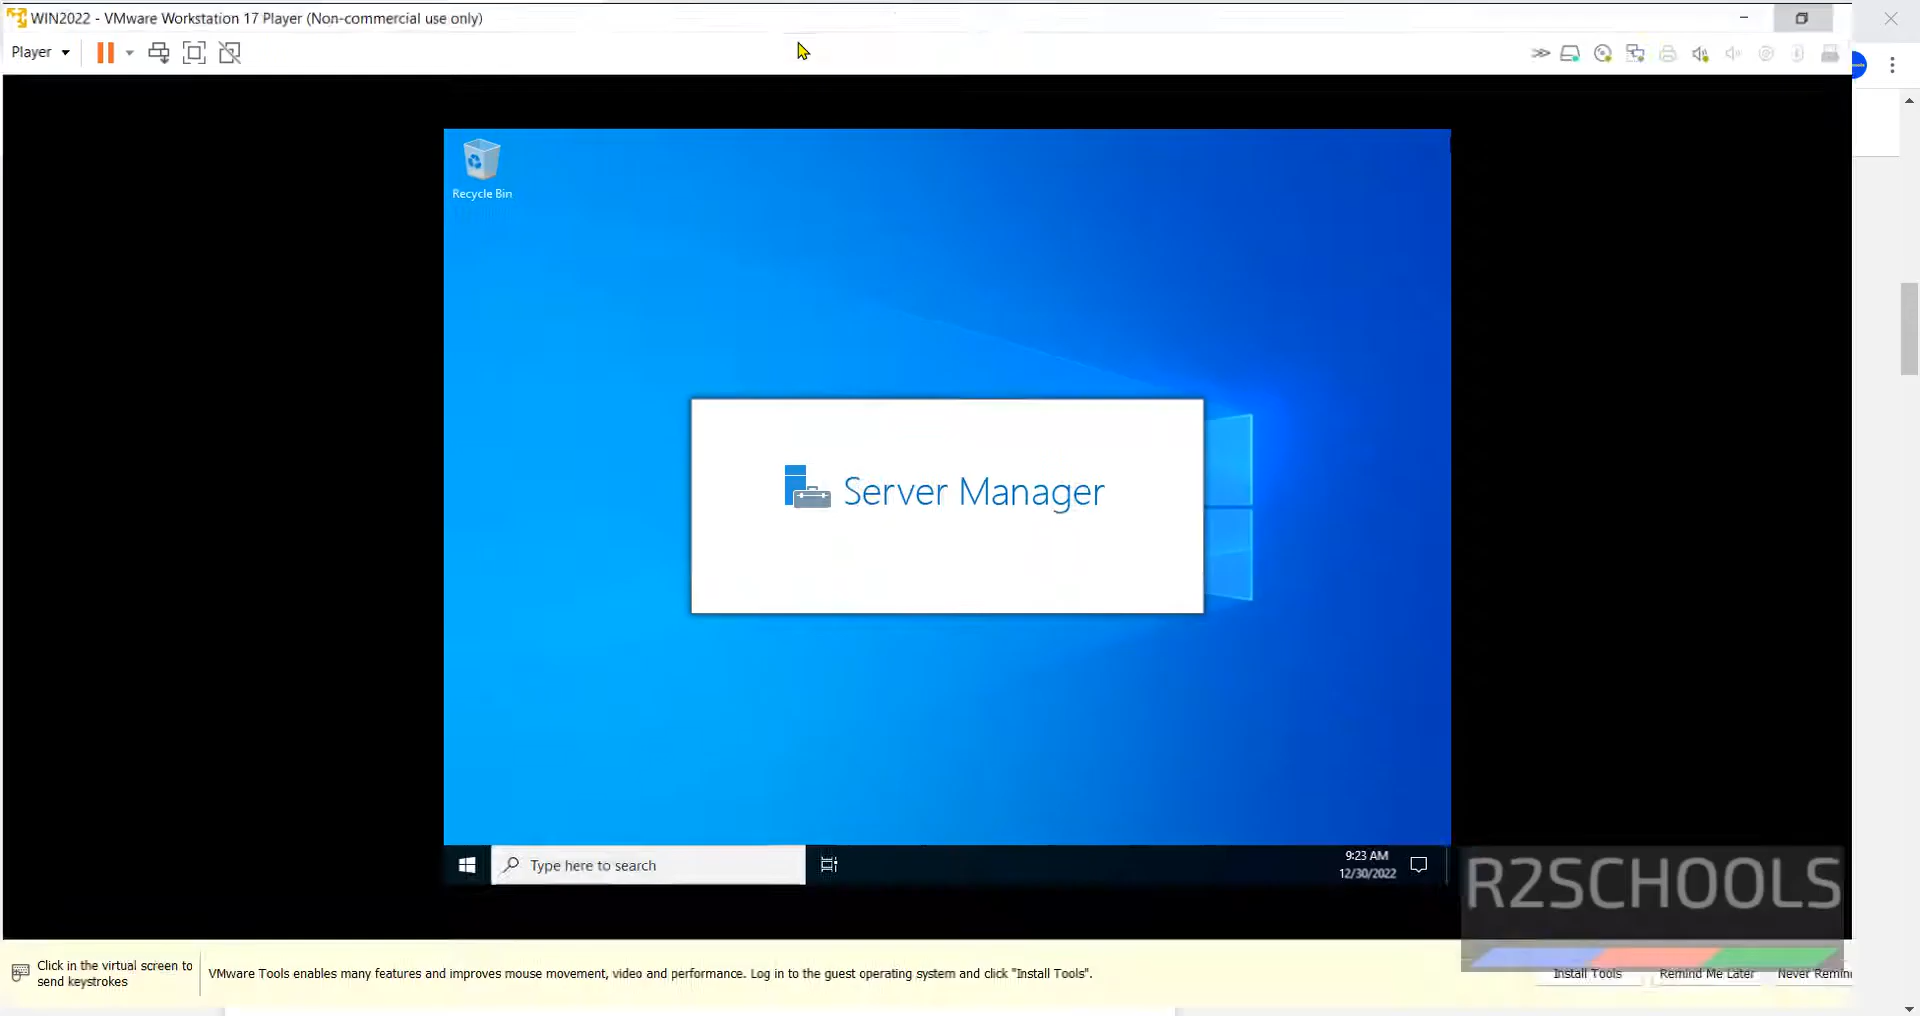 WIN2022 - VMware Workstation 17 Player (Non-commercial use only)
Player
Recycle Bin
Server Manager
Type here to search
9:23 AM
12/30/2022
R2SCHOOLS
Click in the virtual screen to
send keystrokes
VMware Tools enables many features and improves mouse movement, video and performance. Log in to the guest operating system and click "Install Tools".
Install Tools
Remind Me Later
Never Remin